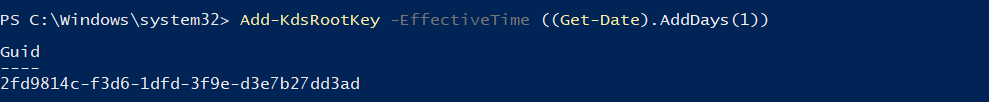 PS C:\Windows\system32> Add-KdsRootKey -EffectiveTime ((Get-Date).AddDays(1))
Guid
----
2fd9814c-f3d6-1dfd-3f9e-d3e7b27dd3ad